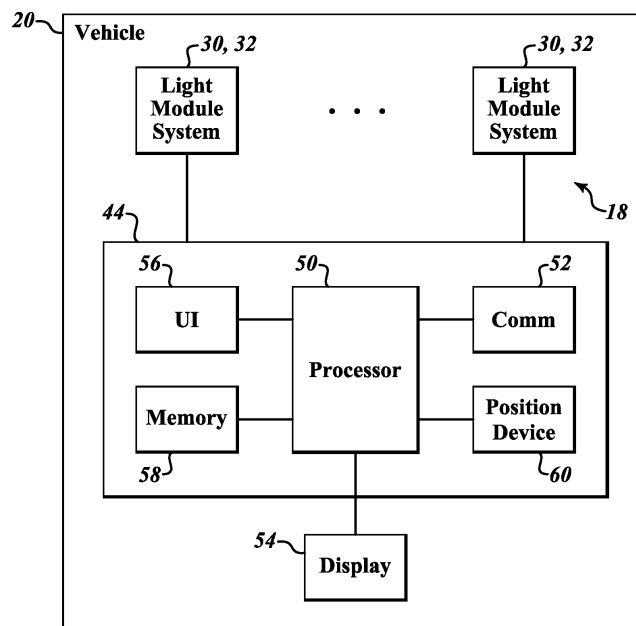 20
Vehicle
30, 32
30, 32
Light
Module
System
. . .
Light
Module
System
18
44
56
50
52
UI
Processor
Comm
Memory
Position
Device
58
60
54
Display